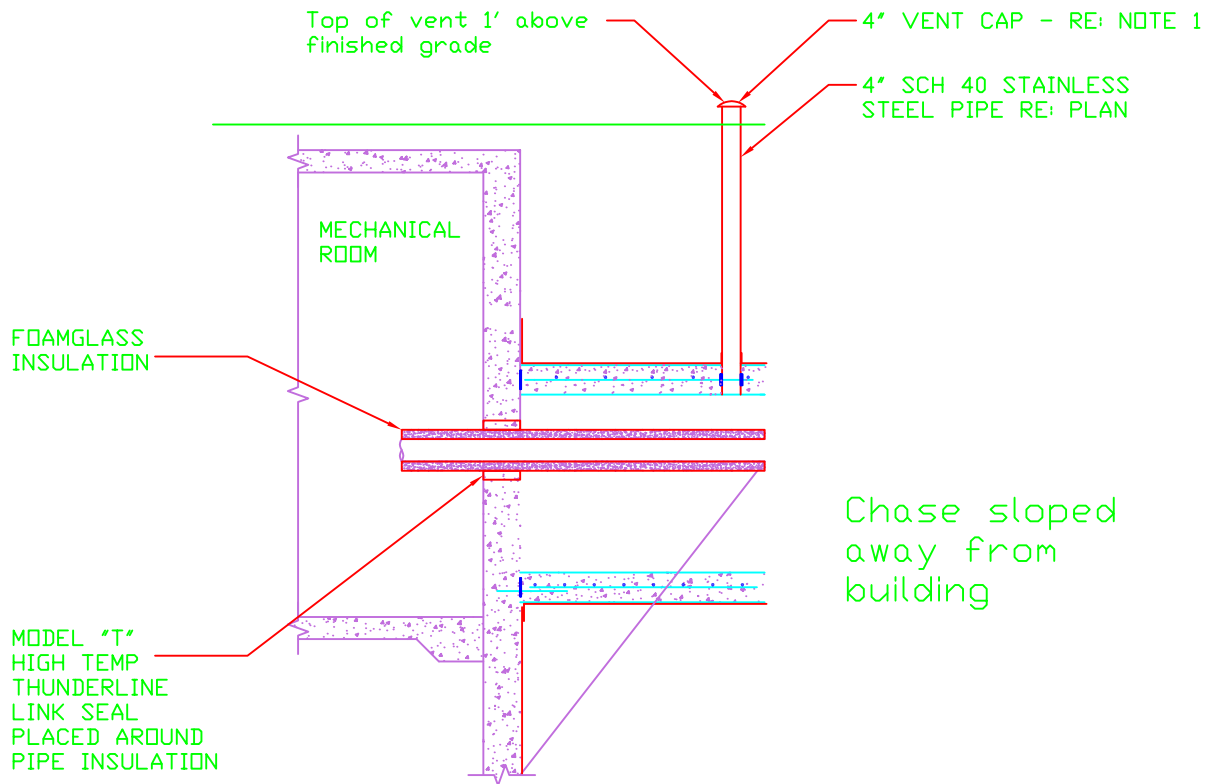 Top of vent 1' above
finished grade
4" VENT CAP - RE: NOTE 1
4" SCH 40 STAINLESS
STEEL PIPE RE: PLAN
MECHANICAL
ROOM
FOAMGLASS
INSULATION
Chase sloped
away from
building
MODEL "T"
HIGH TEMP
THUNDERLINE
LINK SEAL
PLACED AROUND
PIPE INSULATION